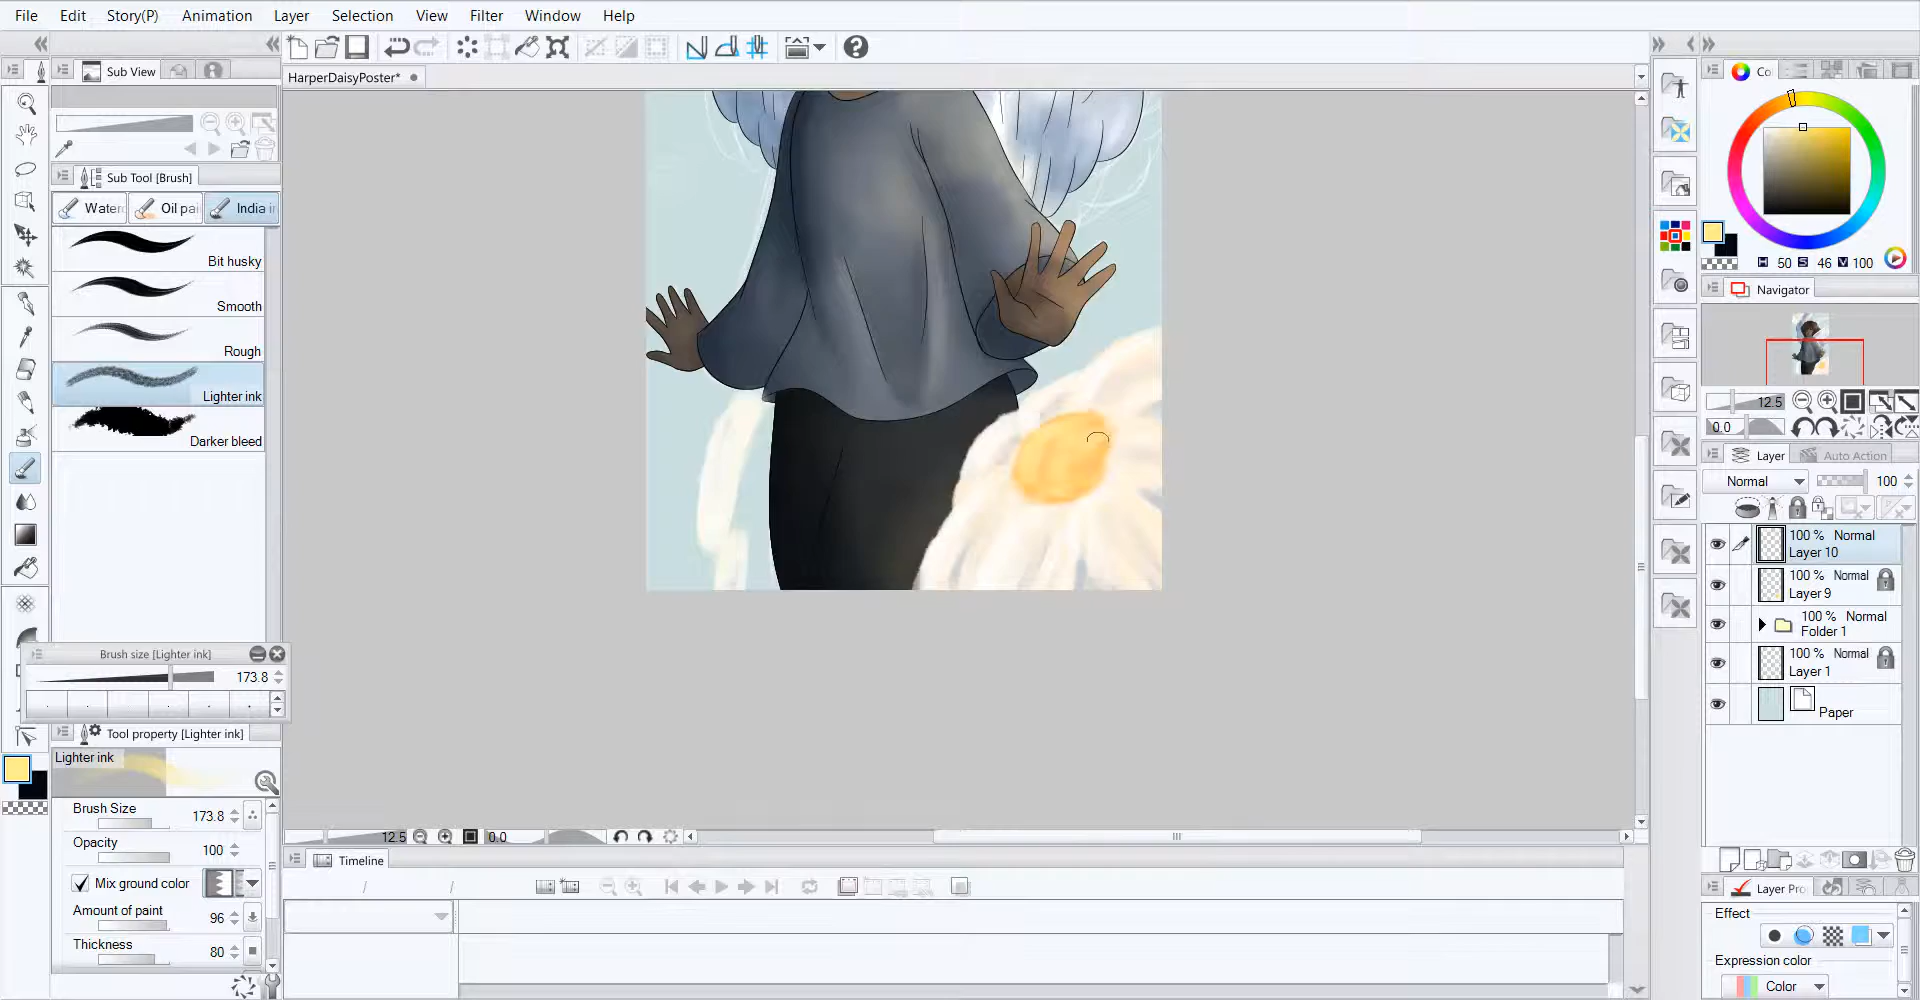 File Edit Story(P) Animation Layer Selection View Filter Window Help
Sub View
HarperDaisyPoster*
Co
Sub Tool [Brush]
Water
Oil pai
India i
Bit husky
Smooth
Rough
Lighter ink
Darker bleed
H 50 S 46 V 100
Navigator
12.5
0.0
Layer Auto Action
Normal 100
100 % Normal
Layer 10
100 % Normal
Layer 9
100 % Normal
Folder 1
100 % Normal
Layer 1
Paper
Brush size [Lighter ink]
173.8
Tool property [Lighter ink]
Lighter ink
Brush Size 173.8
Opacity 100
Mix ground color
Amount of paint 96
Thickness 80
12.5 0.0
Timeline
/ /
Layer Pro
Effect
Expression color
Color